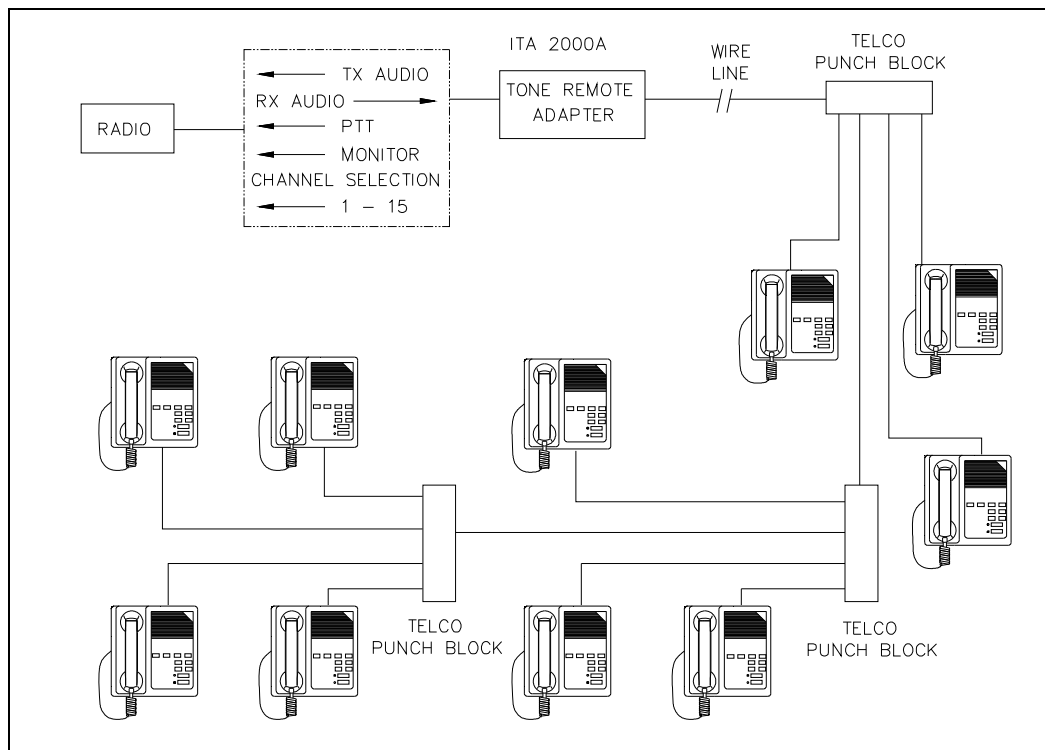 ITA 2000A
WIRE
LINE
TELCO
PUNCH BLOCK
RADIO
TX AUDIO
RX AUDIO
PTT
MONITOR
CHANNEL SELECTION
1 - 15
TONE REMOTE
ADAPTER
TELCO
PUNCH BLOCK
TELCO
PUNCH BLOCK